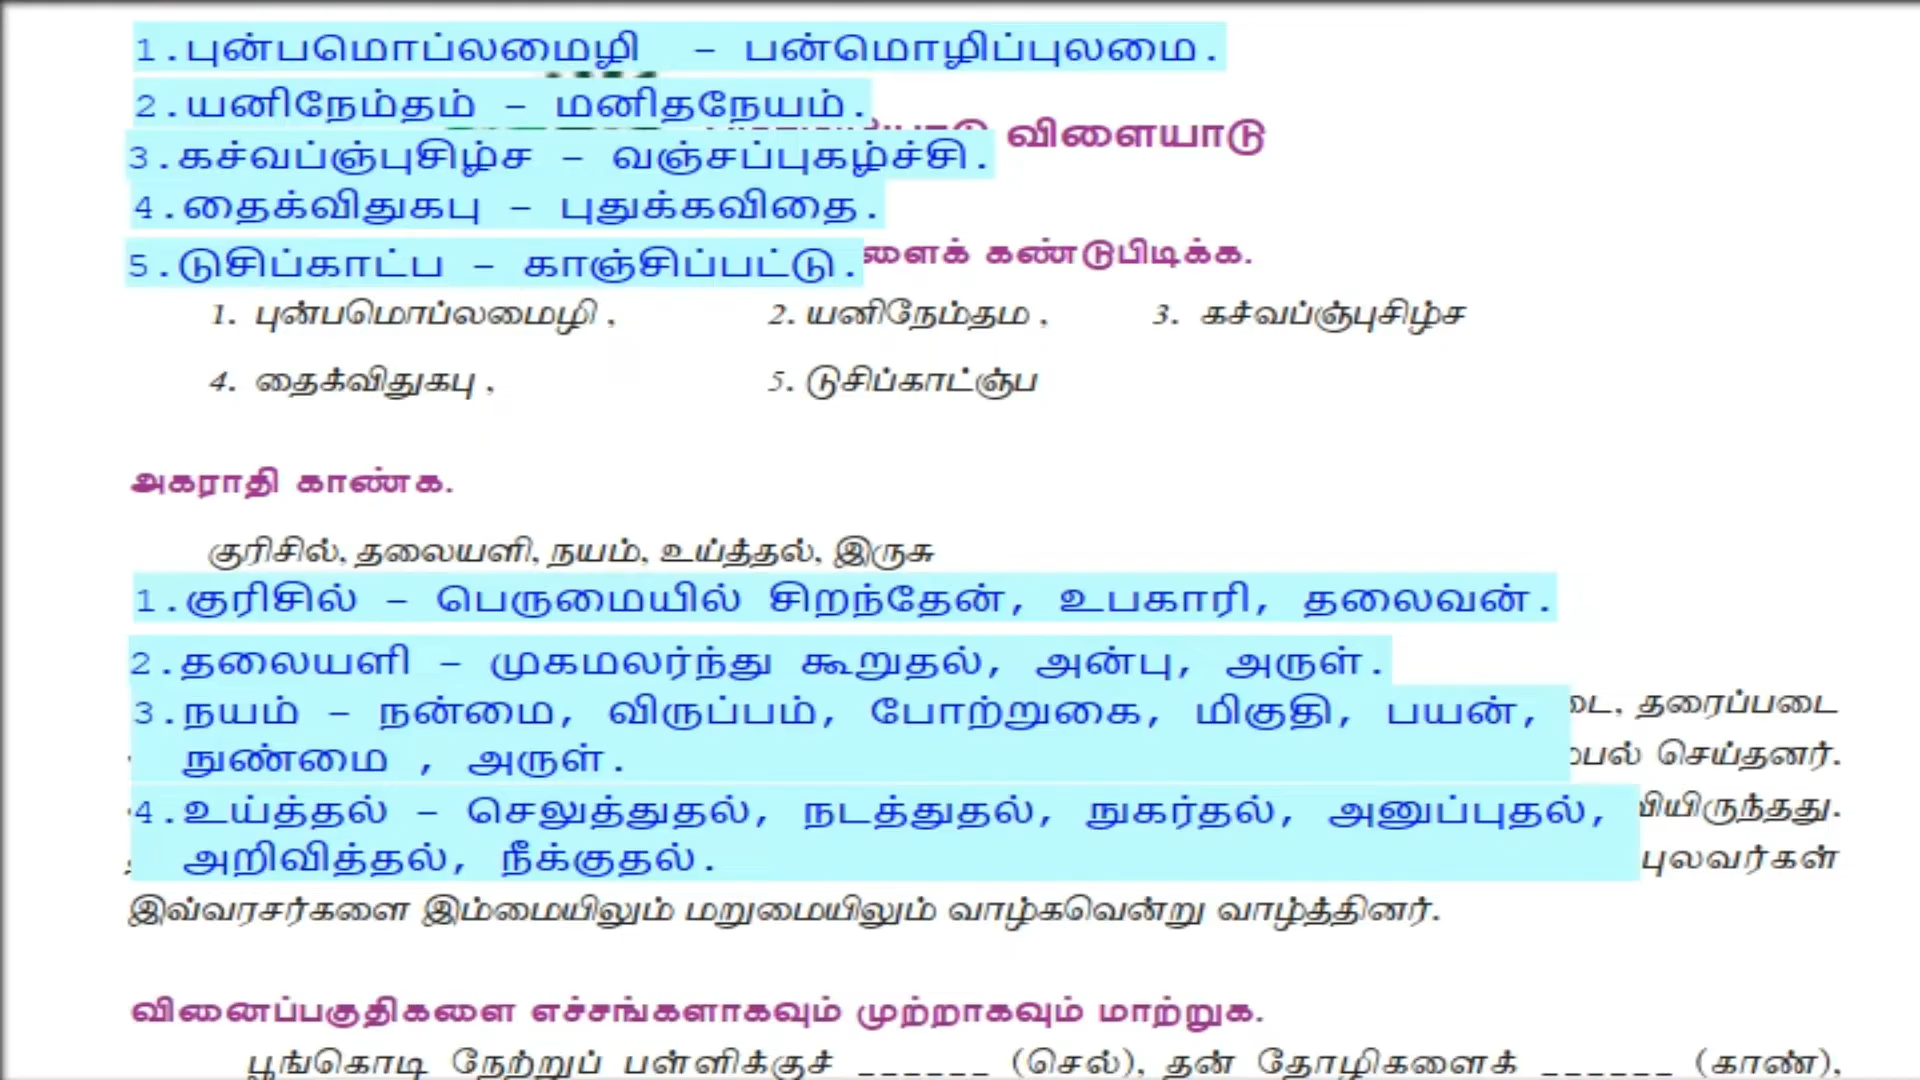 1.புன்பமொப்லமைழி - பன்மொழிப்புலமை.
2.யனிநேம்தம் - மனிதநேயம்.
விளையாடு
3.கச்வப்ஞ்புசிழ்ச - வஞ்சப்புகழ்ச்சி.
4.தைக்விதுகபு - புதுக்கவிதை.
ளைக் கண்டுபிடிக்க.
5.டுசிப்காட்ப - காஞ்சிப்பட்டு.
1. புன்பமொப்லமைழி , 2. யனிநேம்தம , 3. கச்வப்ஞ்புசிழ்ச
4. தைக்விதுகபு , 5. டுசிப்காட்ஞ்ப
அகராதி காண்க.
குரிசில், தலையளி, நயம், உய்த்தல், இருசு
1.குரிசில் - பெருமையில் சிறந்தேன், உபகாரி, தலைவன்.
2.தலையளி - முகமலர்ந்து கூறுதல், அன்பு, அருள்.
3.நயம் - நன்மை, விருப்பம், போற்றுகை, மிகுதி, பயன்,
டை, தரைப்படை
நுண்மை , அருள்.
செய்தனர்.
4.உய்த்தல் - செலுத்துதல், நடத்துதல், நுகர்தல், அனுப்புதல்,
வியிருந்தது.
அறிவித்தல், நீக்குதல்.
புலவர்கள்
இவ்வரசர்களை இம்மையிலும் மறுமையிலும் வாழ்கவென்று வாழ்த்தினர்.
வினைப்பகுதிகளை எச்சங்களாகவும் முற்றாகவும் மாற்றுக.
பூங்கொடி நேற்றுப் பள்ளிக்குச் ______ (செல்), தன் தோழிகளைக் ______ (காண்),